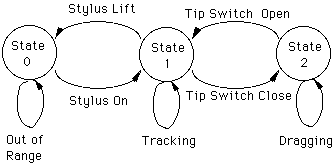 Stylus Lift
Tip Switch Open
State
0
State
1
State
2
Stylus On
Tip Switch Close
Out of
Range
Tracking
Dragging